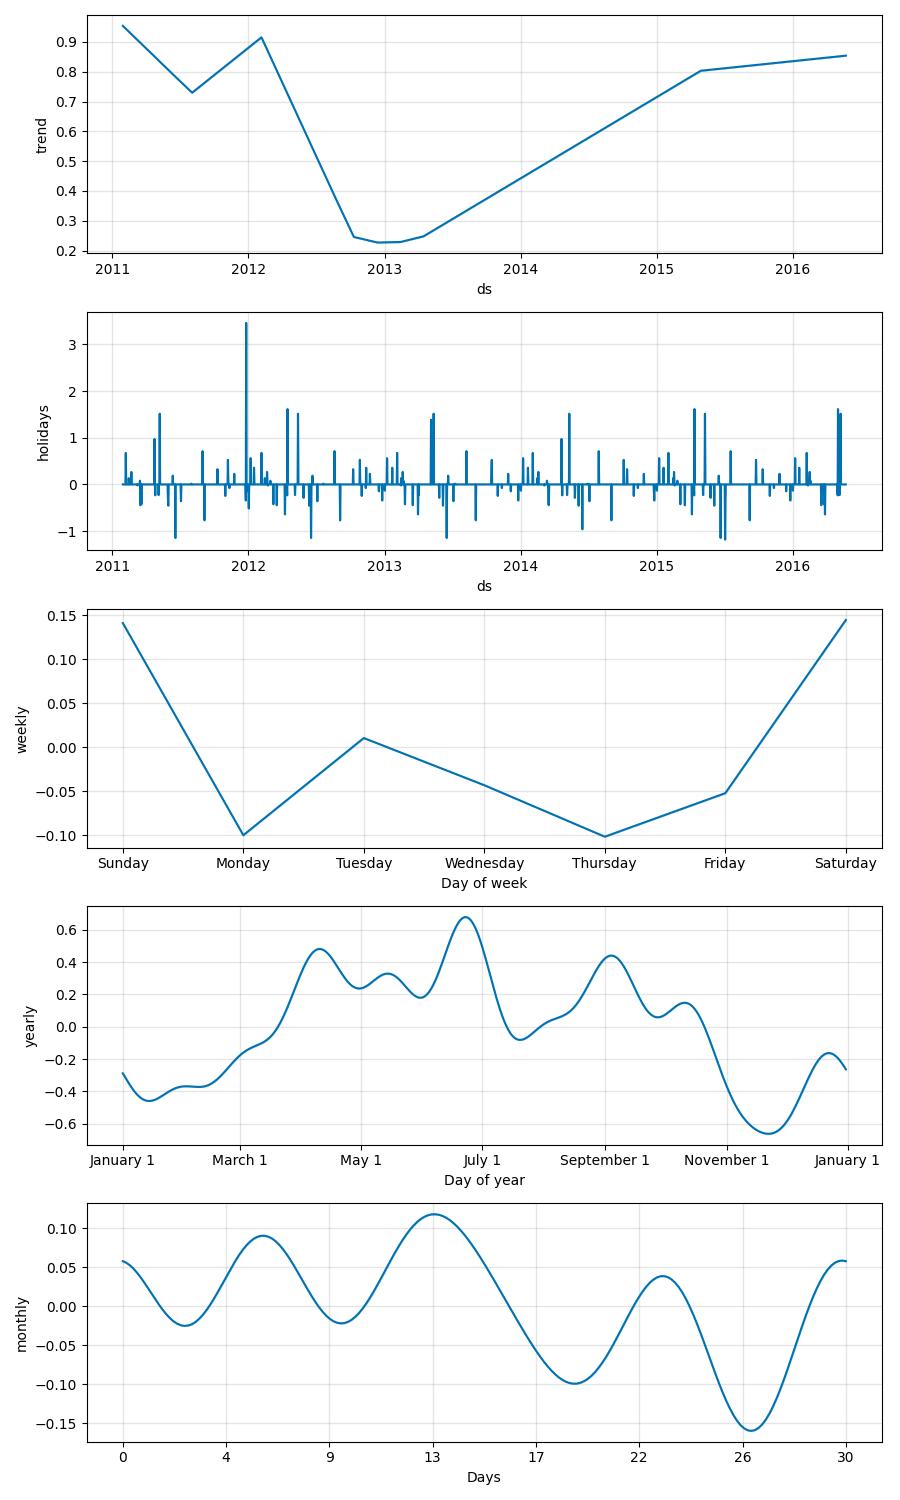 trend
0.9
0.8
0.7
0.6
0.5
0.4
0.3
0.2
2011 2012 2013 2014 2015 2016
ds
holidays
3
2
1
0
−1
2011 2012 2013 2014 2015 2016
ds
weekly
0.15
0.10
0.05
0.00
−0.05
−0.10
Sunday Monday Tuesday Wednesday Thursday Friday Saturday
Day of week
yearly
0.6
0.4
0.2
0.0
−0.2
−0.4
−0.6
January 1 March 1 May 1 July 1 September 1 November 1 January 1
Day of year
monthly
0.10
0.05
0.00
−0.05
−0.10
−0.15
0 4 9 13 17 22 26 30
Days